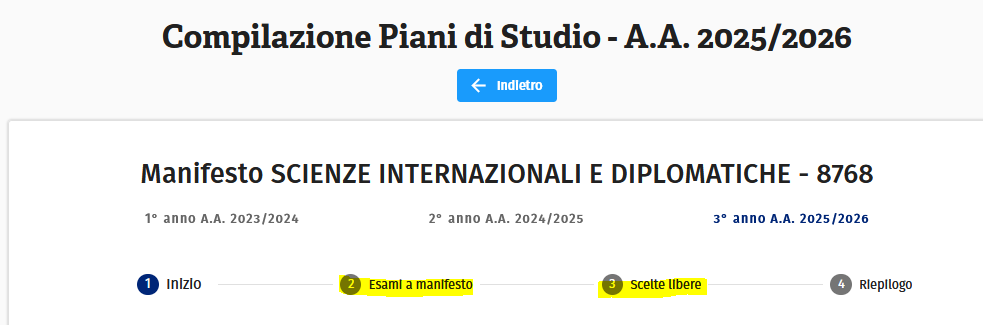 Compilazione Piani di Studio - A.A. 2025/2026
Indietro
Manifesto SCIENZE INTERNAZIONALI E DIPLOMATICHE - 8768
1° anno A.A. 2023/2024 2° anno A.A. 2024/2025 3° anno A.A. 2025/2026
1 Inizio 2 Esami a manifesto 3 Scelte libere 4 Riepilogo